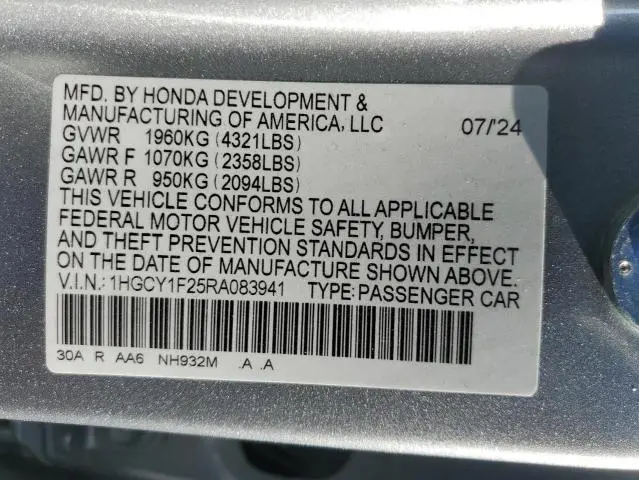 MFD. BY HONDA DEVELOPMENT &
MANUFACTURING OF AMERICA, LLC 07/'24
GVWR 1960KG (4321LBS)
GAWR F 1070KG (2358LBS)
GAWR R 950KG (2094LBS)
THIS VEHICLE CONFORMS TO ALL APPLICABLE
FEDERAL MOTOR VEHICLE SAFETY, BUMPER,
AND THEFT PREVENTION STANDARDS IN EFFECT
ON THE DATE OF MANUFACTURE SHOWN ABOVE.
V.I.N.: 1HGCY1F25RA083941 TYPE: PASSENGER CAR
30A R AA6 NH932M .A .A